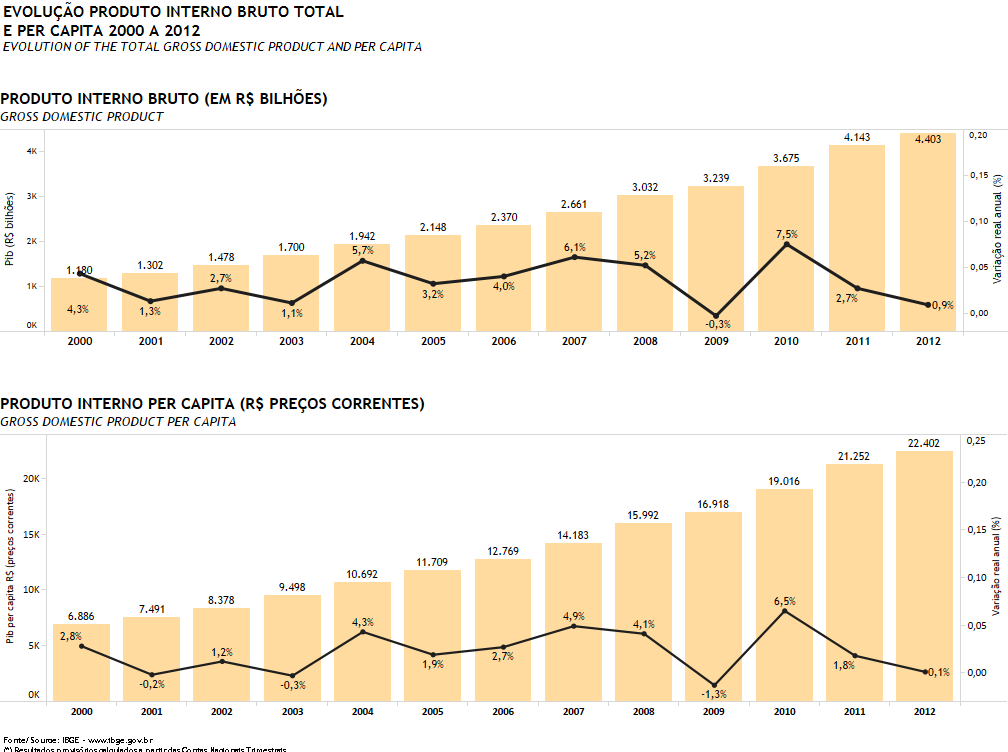 EVOLUÇÃO PRODUTO INTERNO BRUTO TOTAL
E PER CAPITA 2000 A 2012
EVOLUTION OF THE TOTAL GROSS DOMESTIC PRODUCT AND PER CAPITA
PRODUTO INTERNO BRUTO (EM R$ BILHÕES)
GROSS DOMESTIC PRODUCT
Pib (R$ bilhões)
4K
3K
2K
1K
0K
1.180
1.302
1.478
1.700
1.942
2.148
2.370
2.661
3.032
3.239
3.675
4.143
4.403
4,3%
1,3%
2,7%
1,1%
5,7%
3,2%
4,0%
6,1%
5,2%
-0,3%
7,5%
2,7%
0,9%
0,20
0,15
0,10
0,05
0,00
Variação real anual (%)
2000 2001 2002 2003 2004 2005 2006 2007 2008 2009 2010 2011 2012
PRODUTO INTERNO PER CAPITA (R$ PREÇOS CORRENTES)
GROSS DOMESTIC PRODUCT PER CAPITA
Pib per capita R$ (preços correntes)
20K
15K
10K
5K
0K
6.886
7.491
8.378
9.498
10.692
11.709
12.769
14.183
15.992
16.918
19.016
21.252
22.402
2,8%
-0,2%
1,2%
-0,3%
4,3%
1,9%
2,7%
4,9%
4,1%
-1,3%
6,5%
1,8%
0,1%
0,25
0,20
0,15
0,10
0,05
0,00
Variação real anual (%)
2000 2001 2002 2003 2004 2005 2006 2007 2008 2009 2010 2011 2012
Fonte/Source: IBGE - www.ibge.gov.br
(*) Resultados provisórios calculados a partir das Contas Nacionais Trimestrais